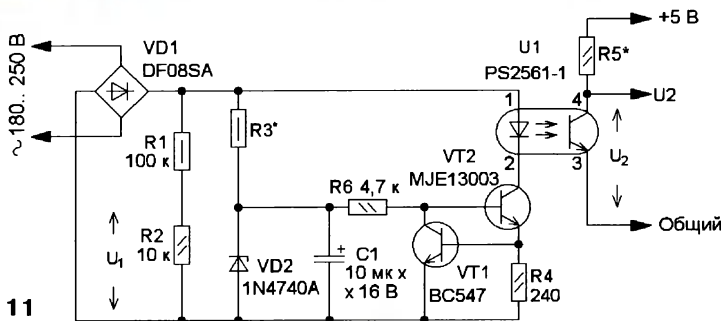 ~180...250 В
VD1
DF08SA
R1
100 к
R2
10 к
U1
R3*
VD2
1N4740A
R6 4,7 к
C1
+
10 мк х
х 16 В
VT2
MJE13003
VT1
BC547
R4
240
U1
PS2561-1
1
2
4
3
R5*
+5 В
U2
U2
Общий
11